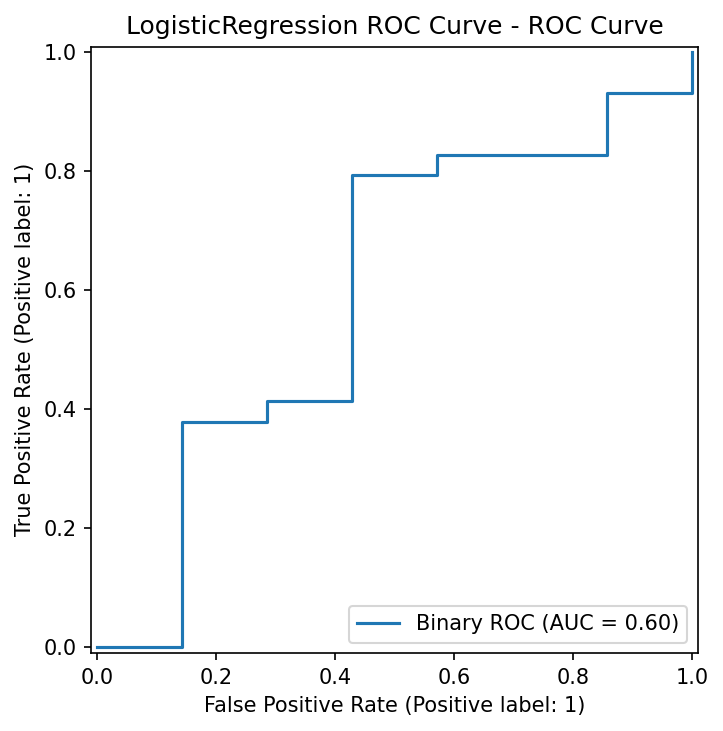 LogisticRegression ROC Curve - ROC Curve
True Positive Rate (Positive label: 1)
1.0
0.8
0.6
0.4
0.2
0.0
Binary ROC (AUC = 0.60)
0.0 0.2 0.4 0.6 0.8 1.0
False Positive Rate (Positive label: 1)